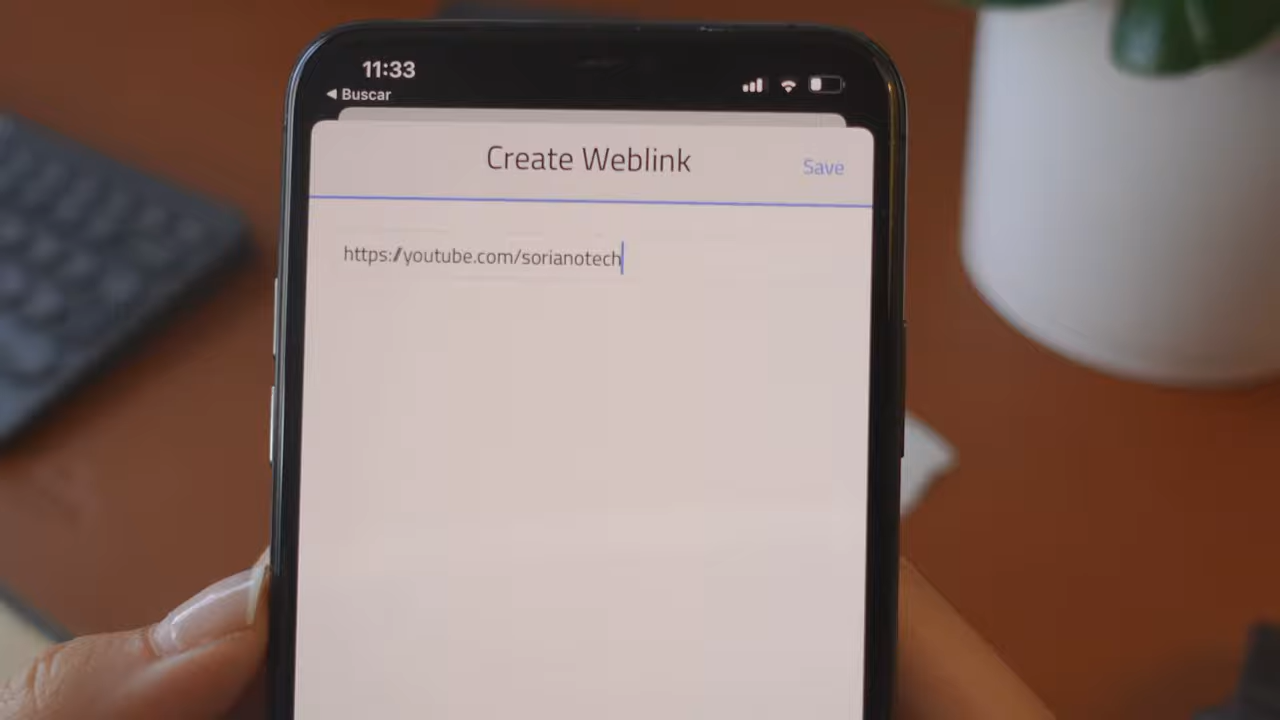 11:33
◀ Buscar
Create Weblink
Save
https://youtube.com/sorianotech